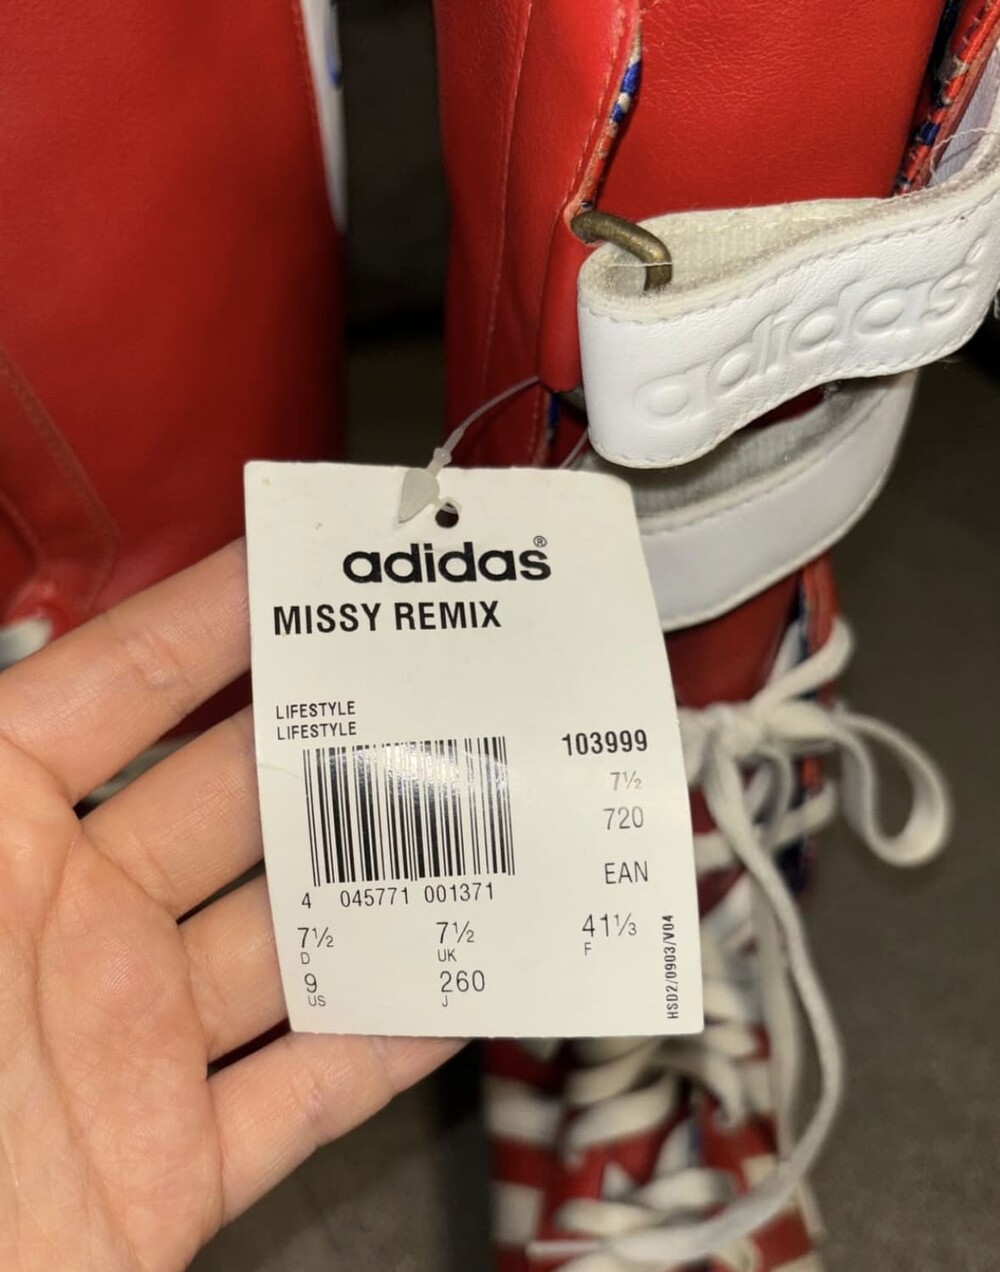 adidas
adidas®
MISSY REMIX
LIFESTYLE
LIFESTYLE
103999
7½
720
EAN
4 045771 001371
7½ 7½ 41⅓
D UK F
9 260
US J
HSD2/0903/V04